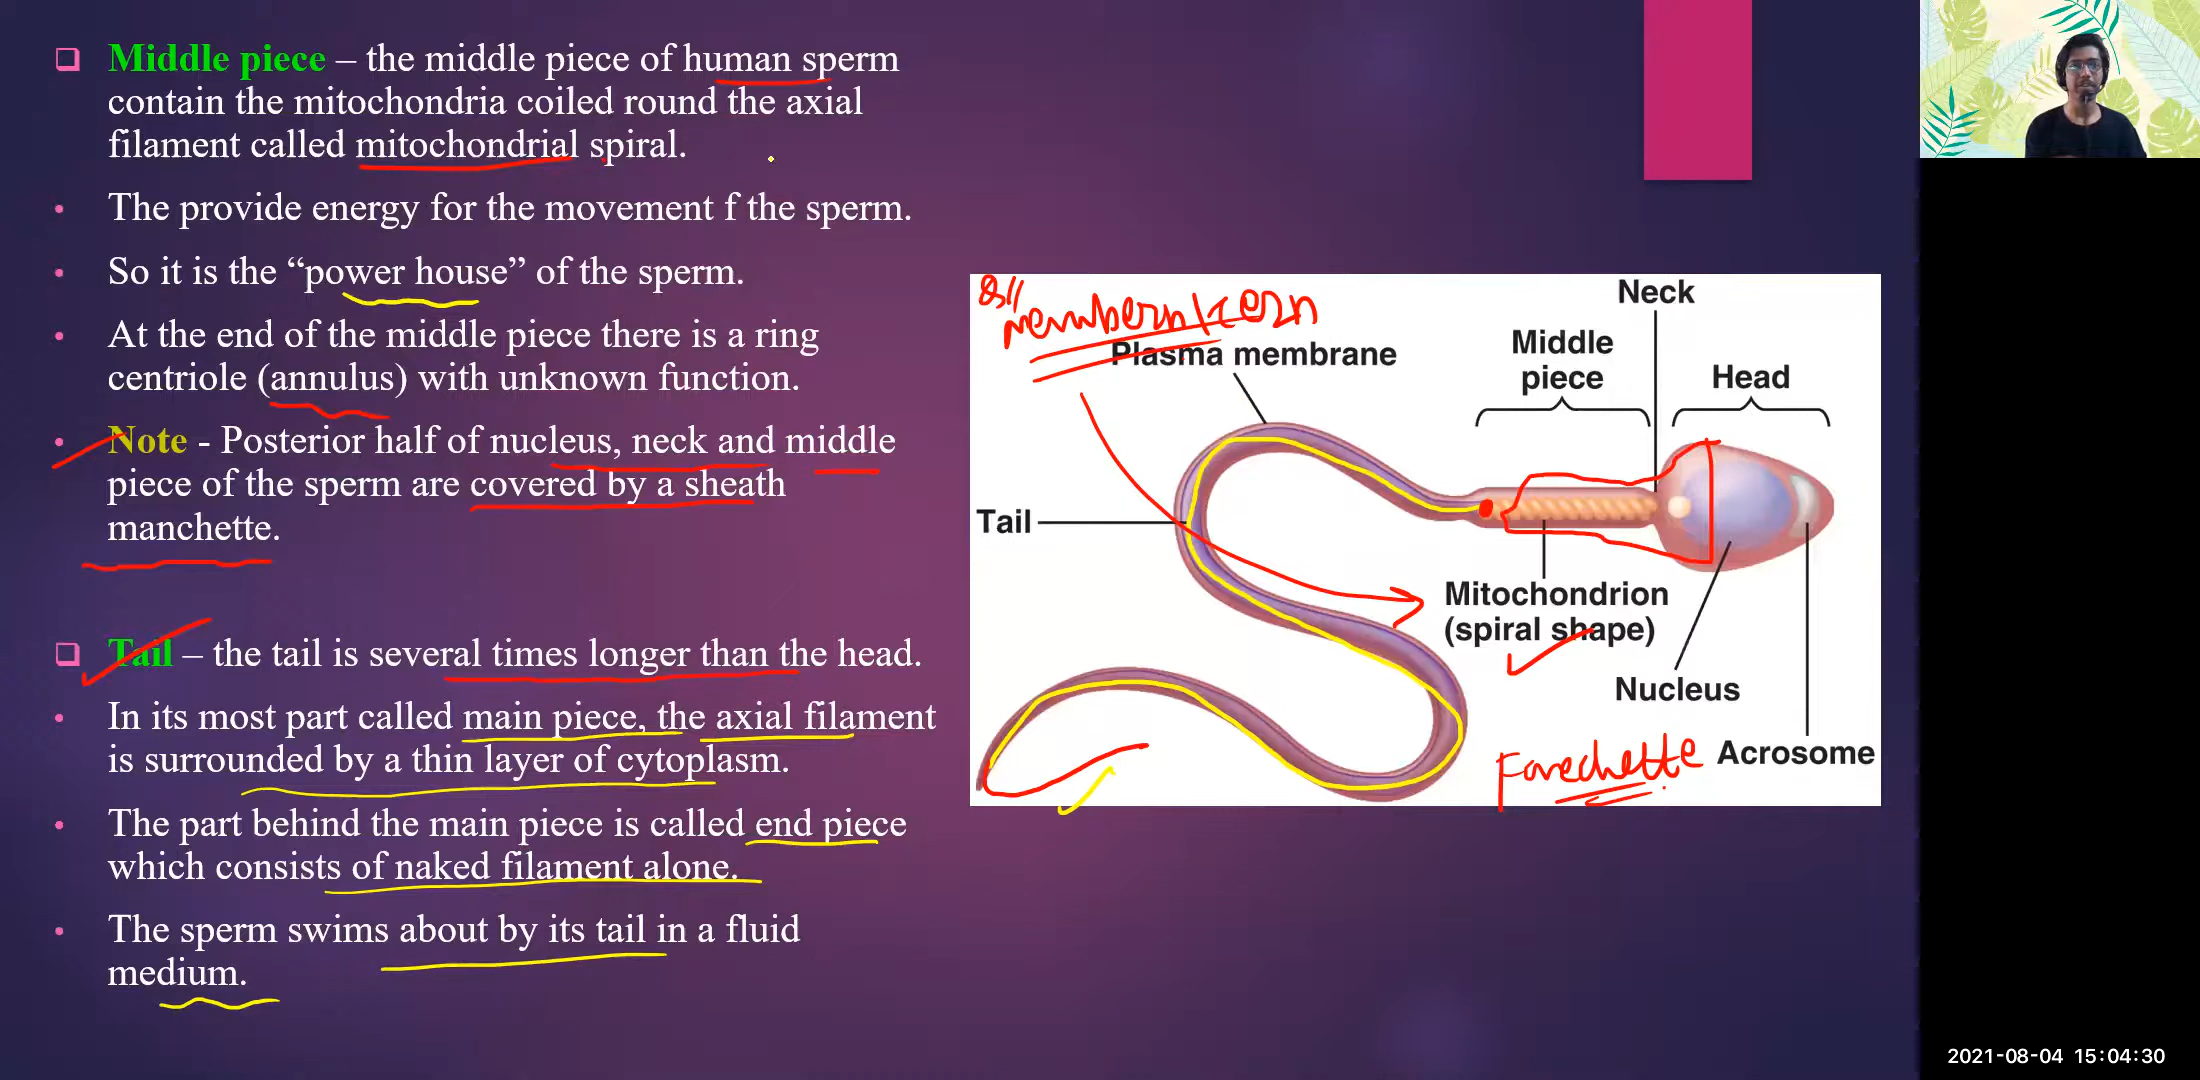 Middle piece – the middle piece of human sperm
contain the mitochondria coiled round the axial
filament called mitochondrial spiral.
The provide energy for the movement f the sperm.
So it is the “power house” of the sperm.
At the end of the middle piece there is a ring
centriole (annulus) with unknown function.
Note - Posterior half of nucleus, neck and middle
piece of the sperm are covered by a sheath
manchette.
Tail – the tail is several times longer than the head.
In its most part called main piece, the axial filament
is surrounded by a thin layer of cytoplasm.
The part behind the main piece is called end piece
which consists of naked filament alone.
The sperm swims about by its tail in a fluid
medium.
Neck
Plasma membrane
Middle
piece
Head
Tail
Mitochondrion
(spiral shape)
Nucleus
Acrosome
2021-08-04 15:04:30